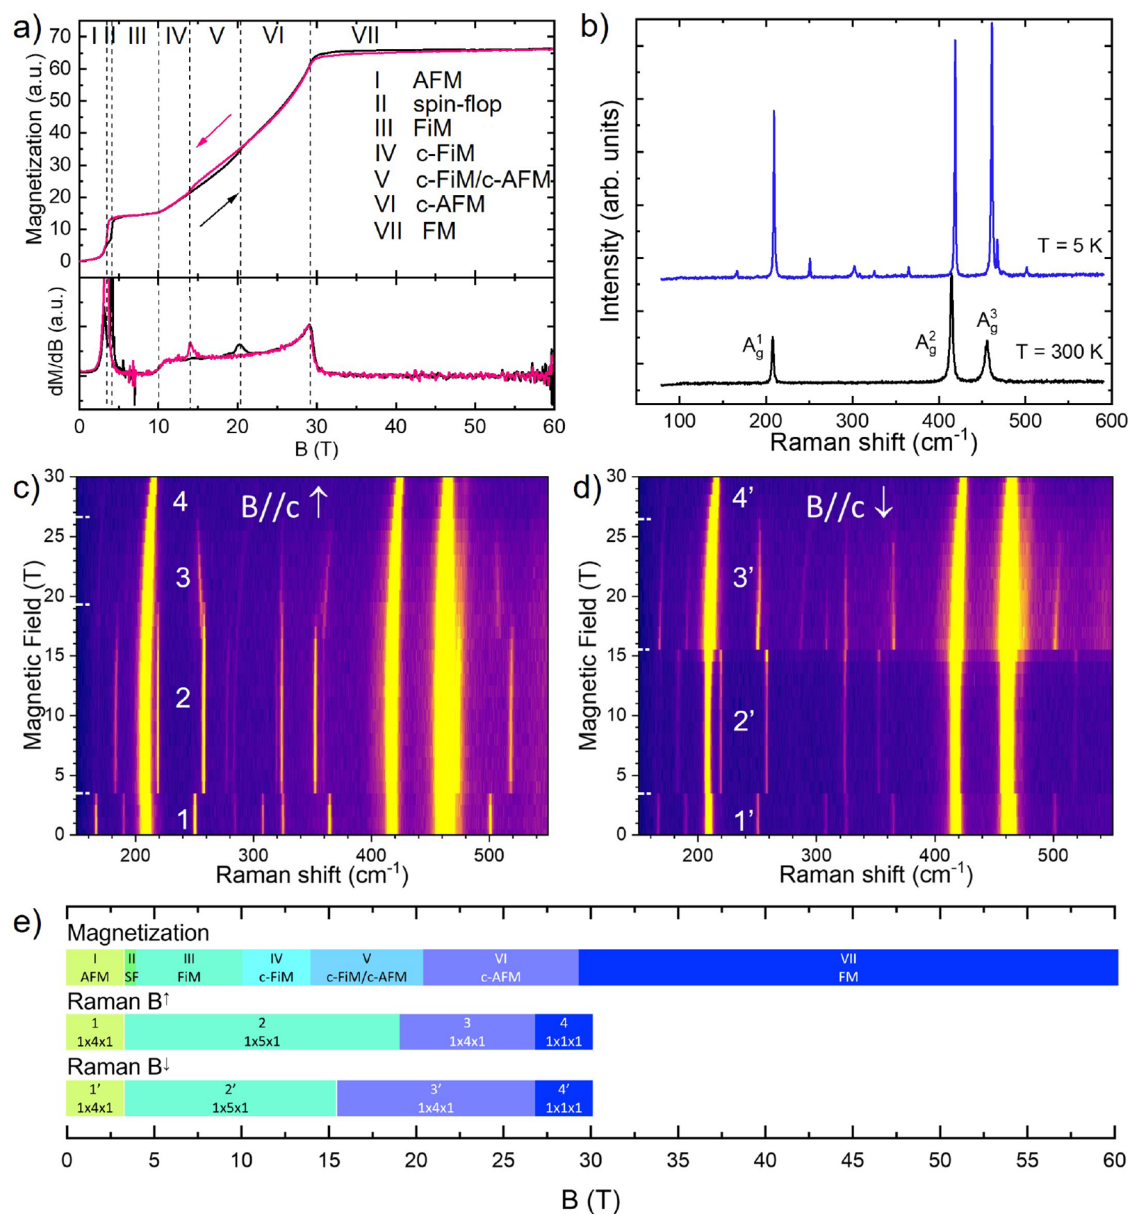 a)
I II III IV V VI VII
Magnetization (a.u.)
70
60
50
40
30
20
10
0
I AFM
II spin-flop
III FiM
IV c-FiM
V c-FiM/c-AFM
VI c-AFM
VII FM
dM/dB (a.u.)
0 10 20 30 40 50 60
B (T)
b)
Intensity (arb. units)
T = 5 K
A_g^1
A_g^2
A_g^3
T = 300 K
100 200 300 400 500 600
Raman shift (cm⁻¹)
c)
Magnetic Field (T)
30
25
20
15
10
5
0
B//c ↑
4
3
2
1
200 300 400 500
Raman shift (cm⁻¹)
d)
Magnetic Field (T)
30
25
20
15
10
5
0
B//c ↓
4'
3'
2'
1'
200 300 400 500
Raman shift (cm⁻¹)
e)
Magnetization
I II III IV V VI VII
AFM SF FiM c-FiM c-FiM/c-AFM c-AFM FM
Raman B↑
1 2 3 4
1x4x1 1x5x1 1x4x1 1x1x1
Raman B↓
1' 2' 3' 4'
1x4x1 1x5x1 1x4x1 1x1x1
0 5 10 15 20 25 30 35 40 45 50 55 60
B (T)